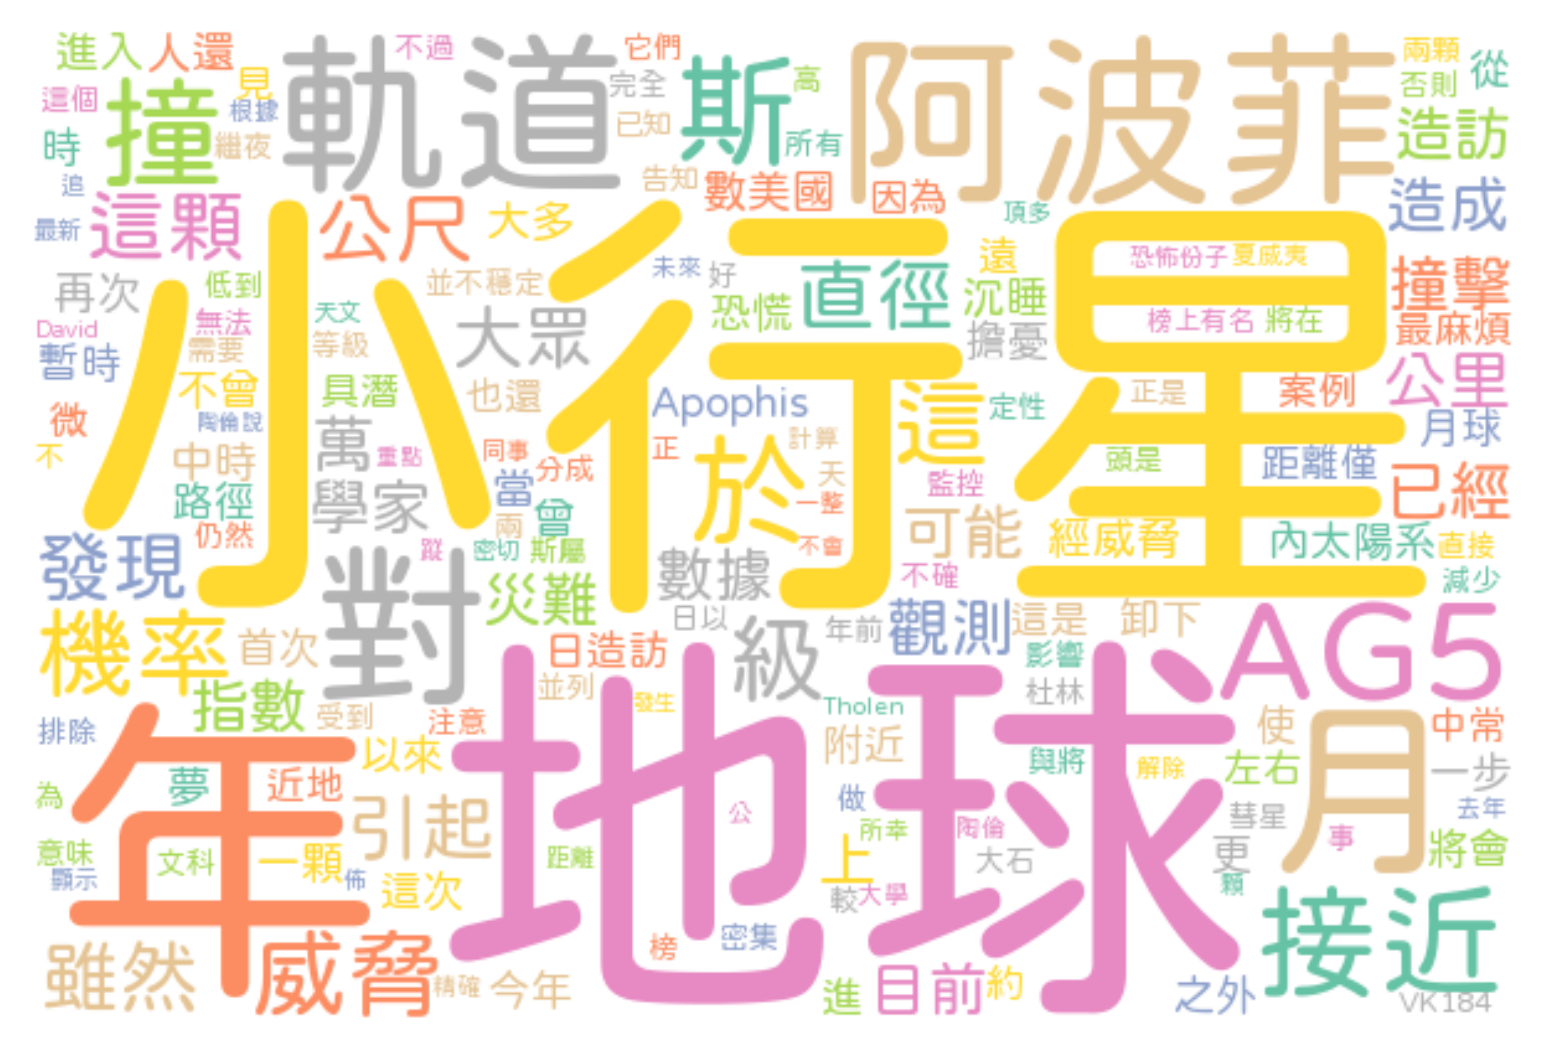 進入
人還
軌道
不過
它們
阿波菲
兩顆
從
這個
撞
見
根據
完全
斯
高
否則
時
繼夜
已知
所有
造訪
追
告知
數美國
因為
造成
最新
這顆
公尺
大多
小行星
頂多
再次
低到
並不穩定
未來
好
恐慌
直徑
遠
沉睡
恐怖份子
夏威夷
撞擊
David
無法
天文
大眾
擔憂
榜上有名
將在
最麻煩
暫時
需要
等級
不曾
具潛
也還
Apophis
這
定性
正是
案例
公里
微
陶倫說
萬
重點
同事
正
於
計算
月球
不
中時
分成
天
監控
頭是
距離僅
已經
路徑
學家
當
兩
曾
一整
可能
仍然
經威脅
內太陽系
直接
發現
對
蹤
密切
斯屬
數據
不會
不確
減少
災難
日以
年前
觀測
這是
卸下
AG5
機率
首次
日造訪
級
影響
指數
受到
並列
發生
地球
Tholen
杜林
排除
年
注意
附近
使
月
中常
為
夢
近地
以來
引起
公
做
與將
解除
左右
一步
意味
顯示
文科
一顆
佈
這次
距離
上
所幸
陶倫
大石
彗星
更
顆
事
去年
將會
較
大學
接近
雖然
威脅
精確
今年
榜
密集
進
目前
約
之外
VK184